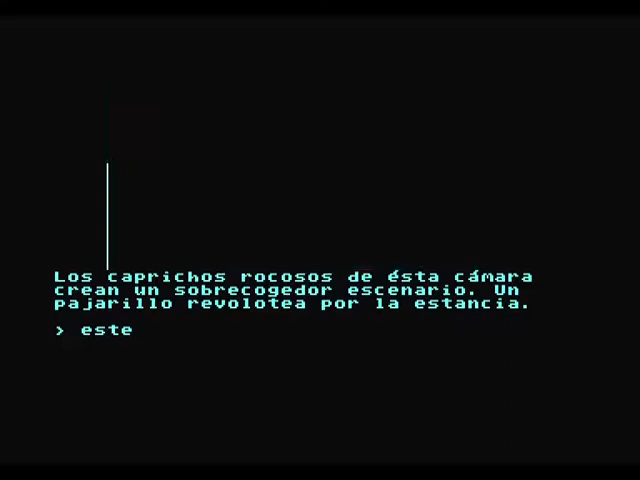 Los caprichos rocosos de ésta cámara
crean un sobrecogedor escenario. Un
pajarillo revolotea por la estancia.
> este